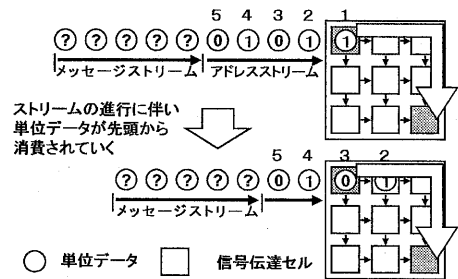 5 4 3 2 1
? ? ? ? ? 0 1 0 1 1
メッセージストリーム アドレスストリーム
ストリームの進行に伴い
単位データが先頭から
消費されていく
5 4 3 2
? ? ? ? ? 0 1 0 1
メッセージストリーム
単位データ 信号伝達セル